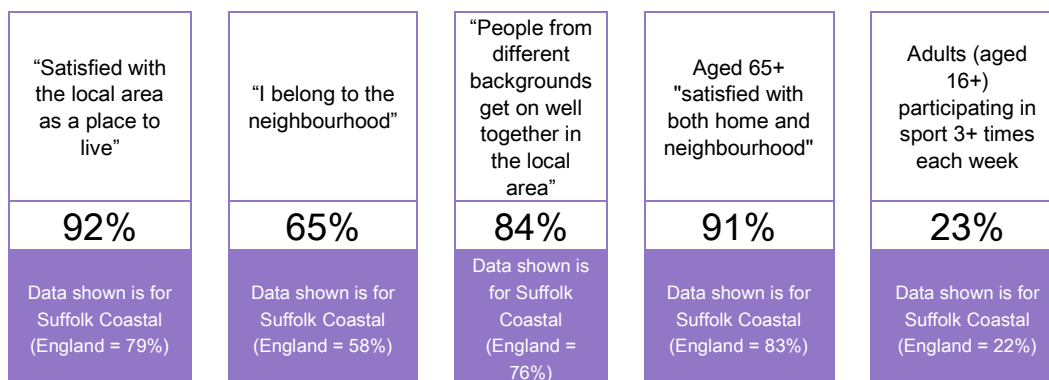 “Satisfied with
the local area
as a place to
live”
92%
Data shown is for
Suffolk Coastal
(England = 79%)
“I belong to the
neighbourhood”
65%
Data shown is for
Suffolk Coastal
(England = 58%)
“People from
different
backgrounds
get on well
together in
the local
area”
84%
Data shown is
for Suffolk
Coastal
(England =
76%)
Aged 65+
"satisfied with
both home and
neighbourhood"
91%
Data shown is for
Suffolk Coastal
(England = 83%)
Adults (aged
16+)
participating in
sport 3+ times
each week
23%
Data shown is for
Suffolk Coastal
(England = 22%)